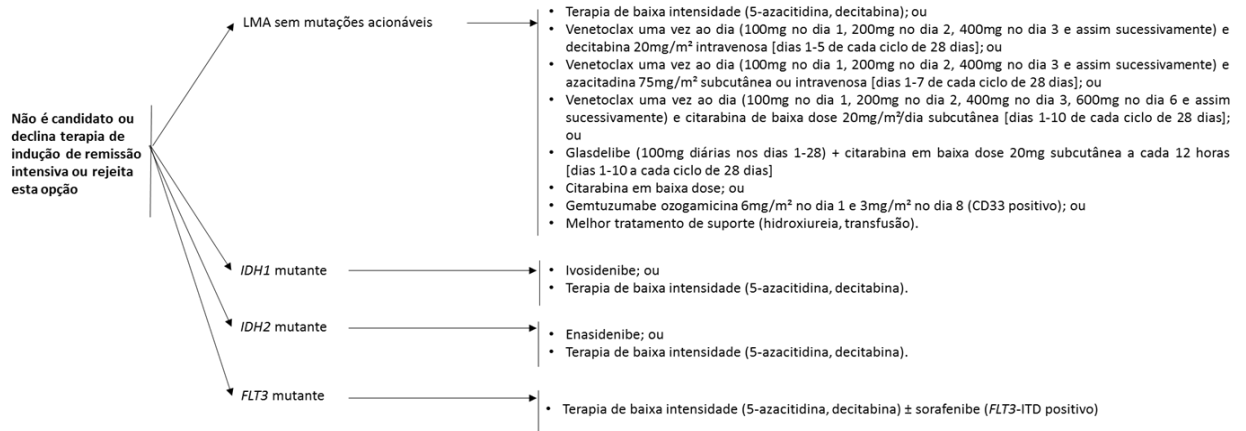 Não é candidato ou
declina terapia de
indução de remissão
intensiva ou rejeita
esta opção
LMA sem mutações acionáveis
• Terapia de baixa intensidade (5-azacitidina, decitabina); ou
• Venetoclax uma vez ao dia (100mg no dia 1, 200mg no dia 2, 400mg no dia 3 e assim sucessivamente) e
decitabina 20mg/m² intravenosa [dias 1-5 de cada ciclo de 28 dias]; ou
• Venetoclax uma vez ao dia (100mg no dia 1, 200mg no dia 2, 400mg no dia 3 e assim sucessivamente) e
azacitadina 75mg/m² subcutânea ou intravenosa [dias 1-7 de cada ciclo de 28 dias]; ou
• Venetoclax uma vez ao dia (100mg no dia 1, 200mg no dia 2, 400mg no dia 3, 600mg no dia 6 e assim
sucessivamente) e citarabina de baixa dose 20mg/m²/dia subcutânea [dias 1-10 de cada ciclo de 28 dias];
ou
• Glasdelibe (100mg diárias nos dias 1-28) + citarabina em baixa dose 20mg subcutânea a cada 12 horas
[dias 1-10 a cada ciclo de 28 dias]
• Citarabina em baixa dose; ou
• Gemtuzumabe ozogamicina 6mg/m² no dia 1 e 3mg/m² no dia 8 (CD33 positivo); ou
• Melhor tratamento de suporte (hidroxiureia, transfusão).
IDH1 mutante
• Ivosidenibe; ou
• Terapia de baixa intensidade (5-azacitidina, decitabina).
IDH2 mutante
• Enasidenibe; ou
• Terapia de baixa intensidade (5-azacitidina, decitabina).
FLT3 mutante
• Terapia de baixa intensidade (5-azacitidina, decitabina) ± sorafenibe (FLT3-ITD positivo)